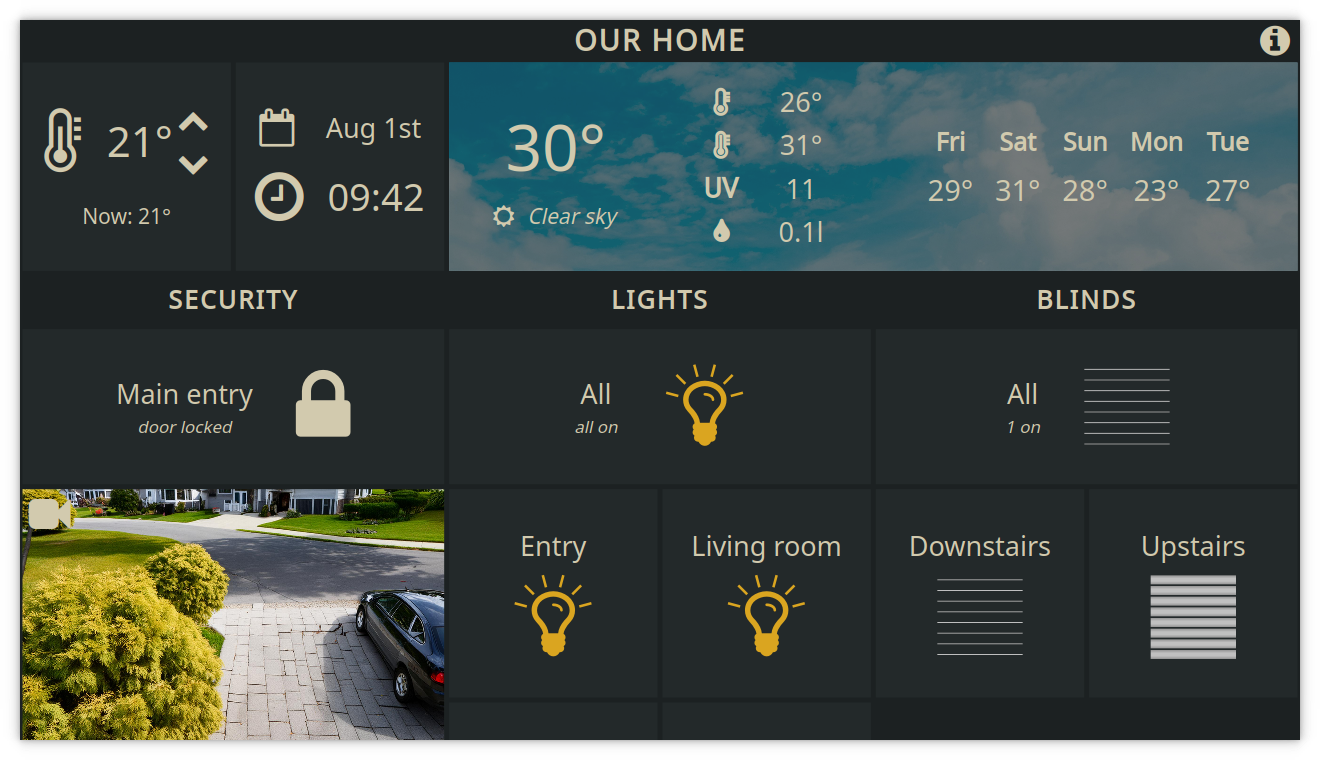 OUR HOME
21°
Now: 21°
Aug 1st
09:42
30°
Clear sky
26°
31°
UV 11
0.1l
Fri Sat Sun Mon Tue
29° 31° 28° 23° 27°
SECURITY
LIGHTS
BLINDS
Main entry
door locked
All
all on
All
1 on
Entry
Living room
Downstairs
Upstairs